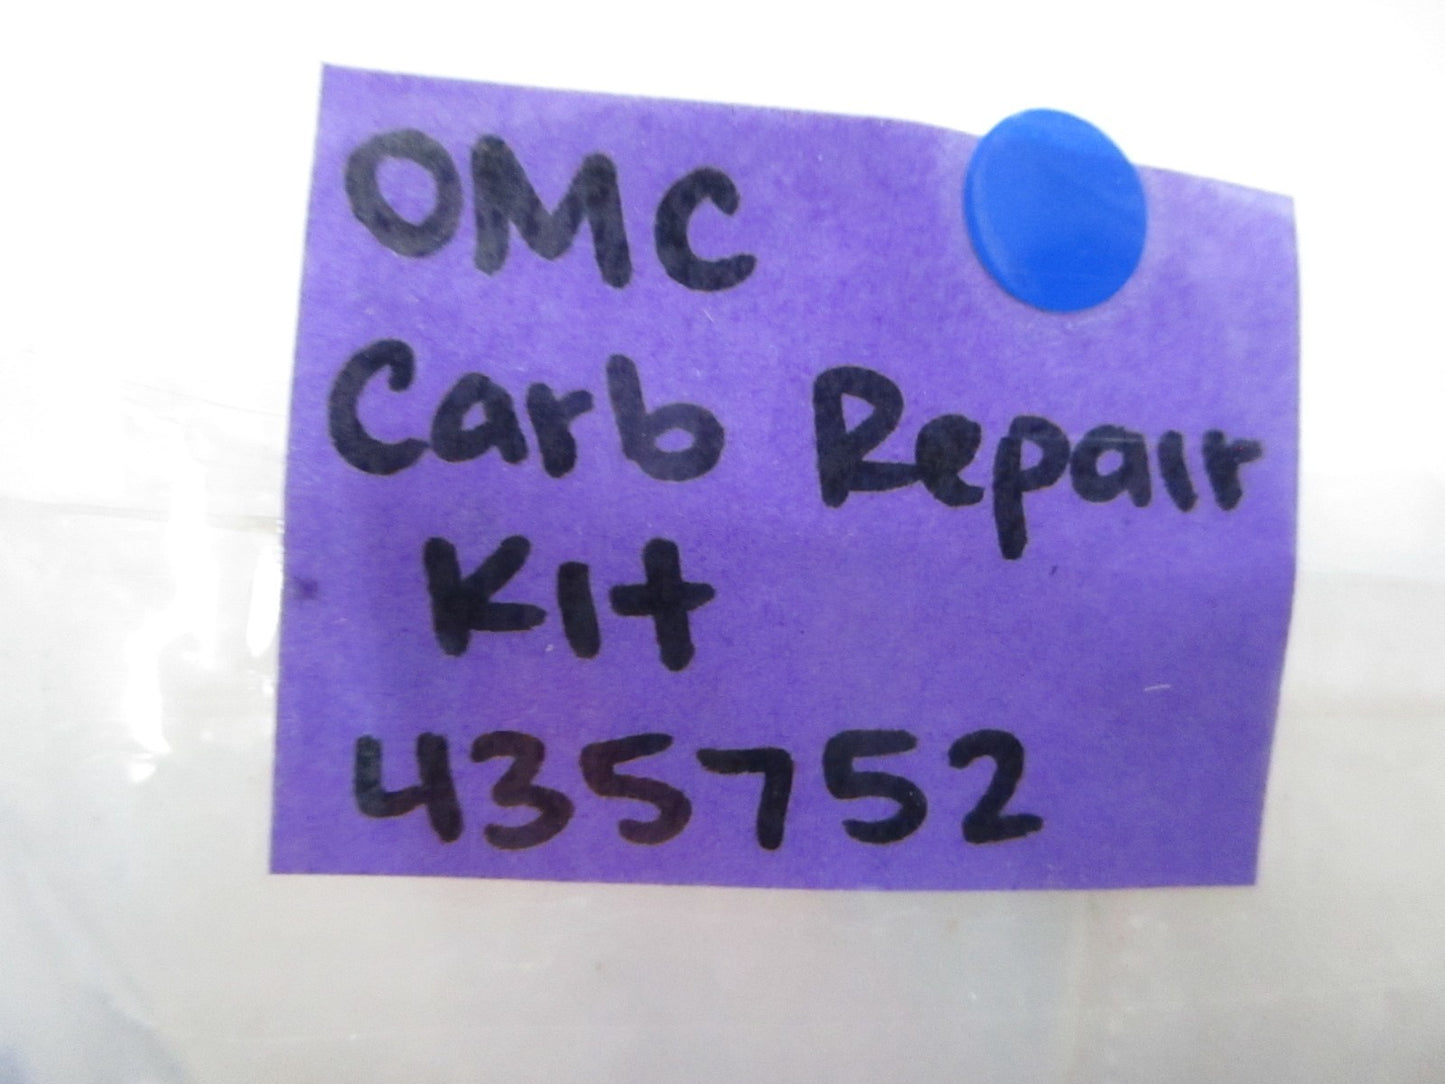 OMC
Carb Repair
Kit
435752